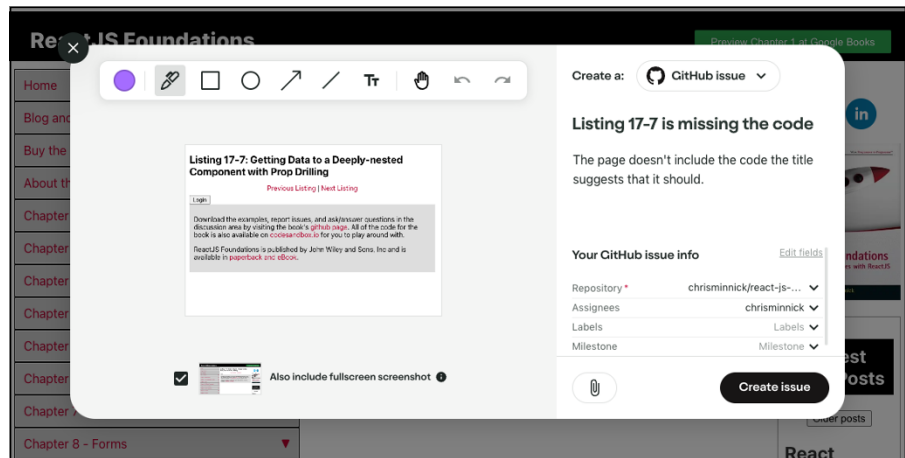 ReactJS Foundations
Preview Chapter 1 at Google Books
Home
Blog and
Buy the
About th
Chapter
Chapter
Chapter
Chapter
Chapter
Chapter
Chapter 7
Chapter 8 - Forms
Tт
Listing 17-7: Getting Data to a Deeply-nested
Component with Prop Drilling
Previous Listing | Next Listing
Login
Download the examples, report issues, and ask/answer questions in the
discussion area by visiting the book's github page. All of the code for the
book is also available on codesandbox.io for you to play around with.
ReactJS Foundations is published by John Wiley and Sons, Inc and is
available in paperback and eBook.
Also include fullscreen screenshot
Create a: GitHub issue
Listing 17-7 is missing the code
The page doesn't include the code the title
suggests that it should.
Your GitHub issue info Edit fields
Repository* chrisminnick/react-js-...
Assignees chrisminnick
Labels Labels
Milestone Milestone
Create issue
in
ndations
rs with ReactJS
est
Posts
Older posts
React